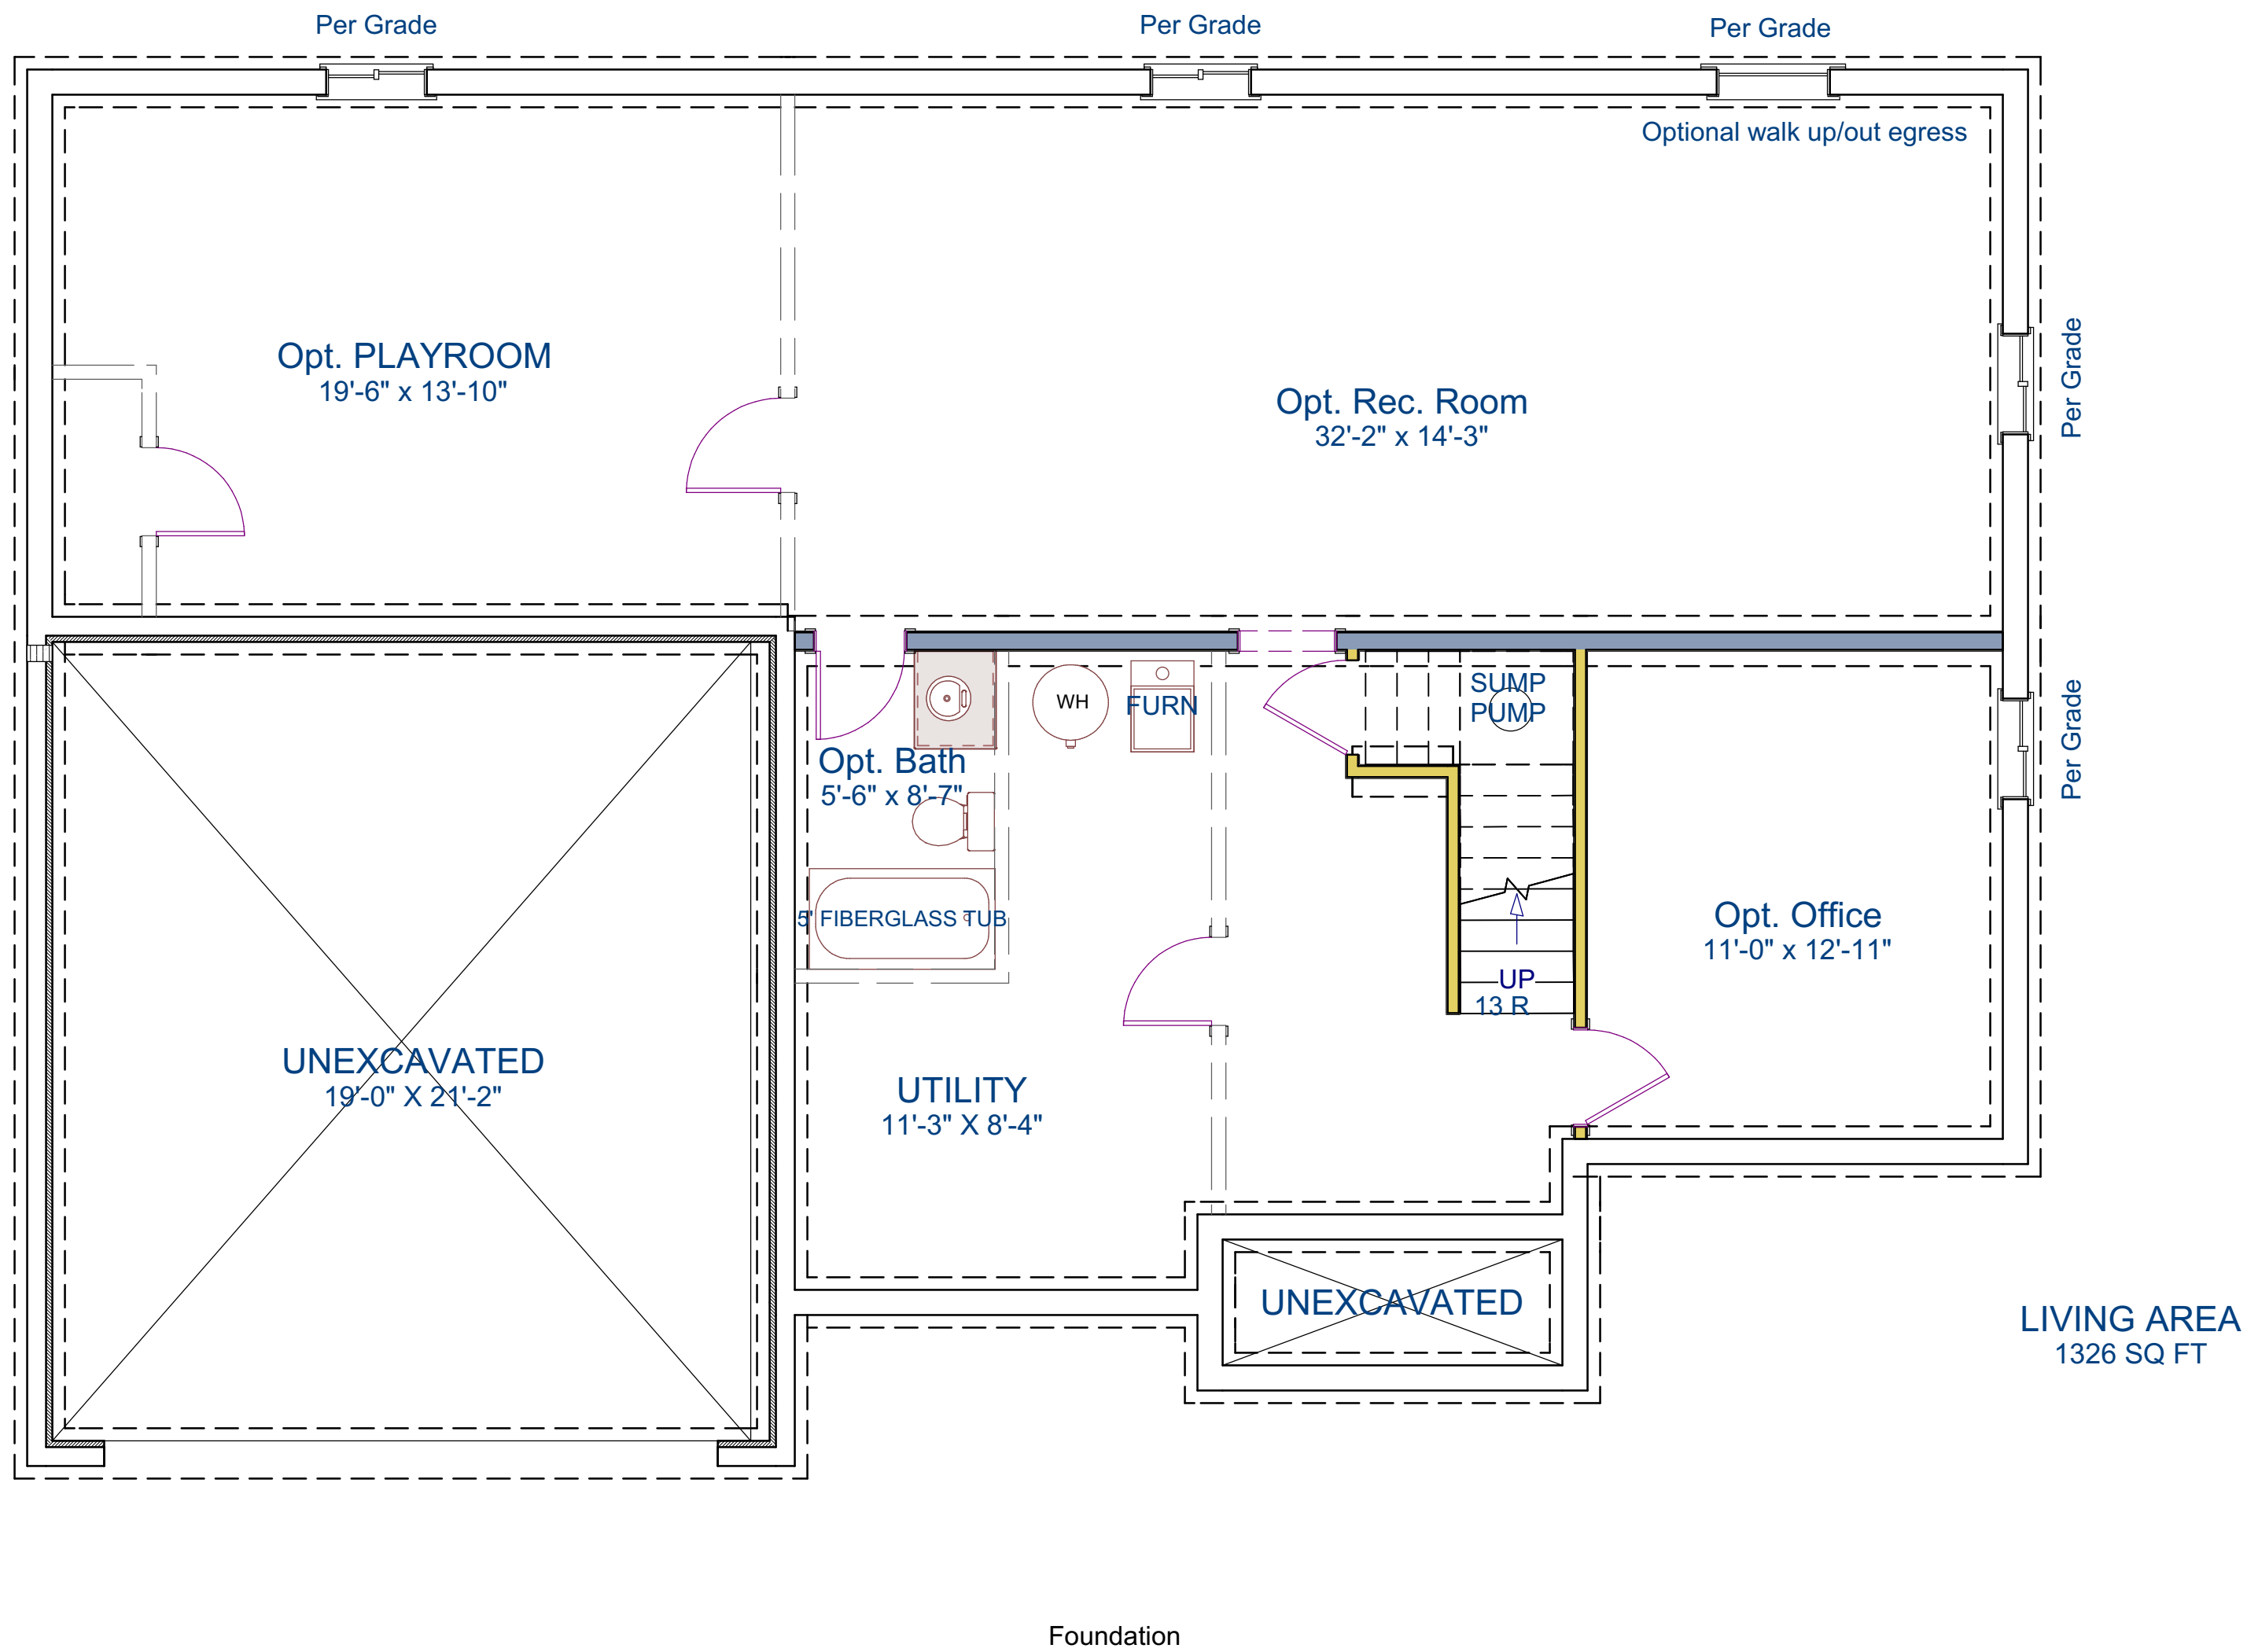 Per Grade
Per Grade
Per Grade
Optional walk up/out egress
Opt. PLAYROOM
19'-6" x 13'-10"
Opt. Rec. Room
32'-2" x 14'-3"
Per Grade
SUMP
PUMP
WH
FURN
Per Grade
Opt. Bath
5'-6" x 8'-7"
5' FIBERGLASS TUB
Opt. Office
11'-0" x 12'-11"
UP
13 R
UNEXCAVATED
19'-0" X 21'-2"
UTILITY
11'-3" X 8'-4"
UNEXCAVATED
LIVING AREA
1326 SQ FT
Foundation